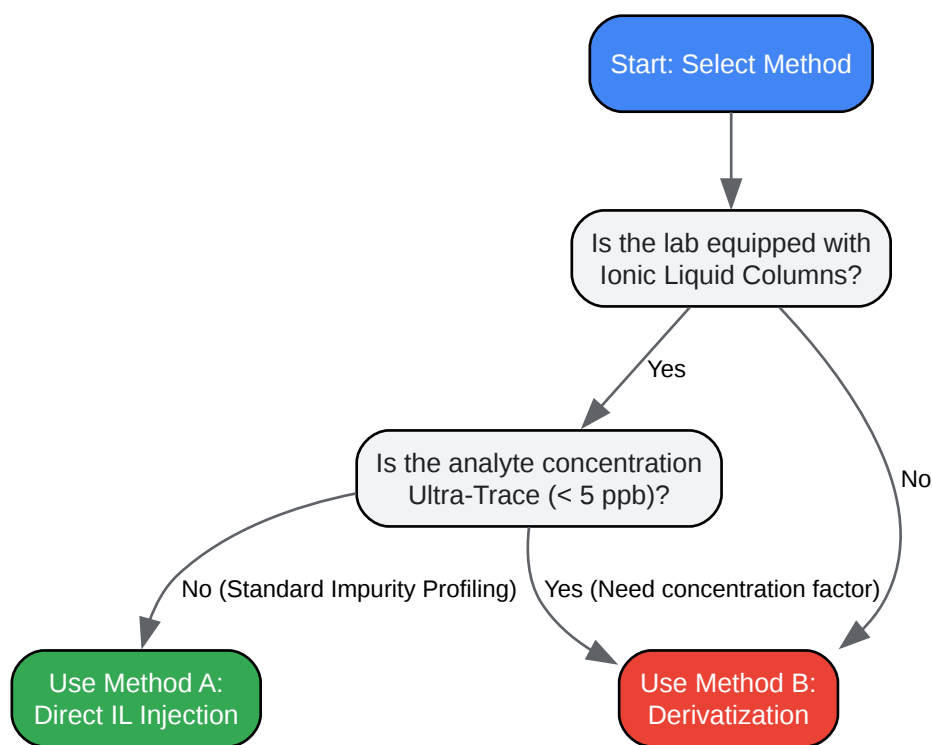 Start: Select Method
Is the lab equipped with
Ionic Liquid Columns?
Yes
Is the analyte concentration
Ultra-Trace (< 5 ppb)?
No
No (Standard Impurity Profiling)
Yes (Need concentration factor)
Use Method A:
Direct IL Injection
Use Method B:
Derivatization